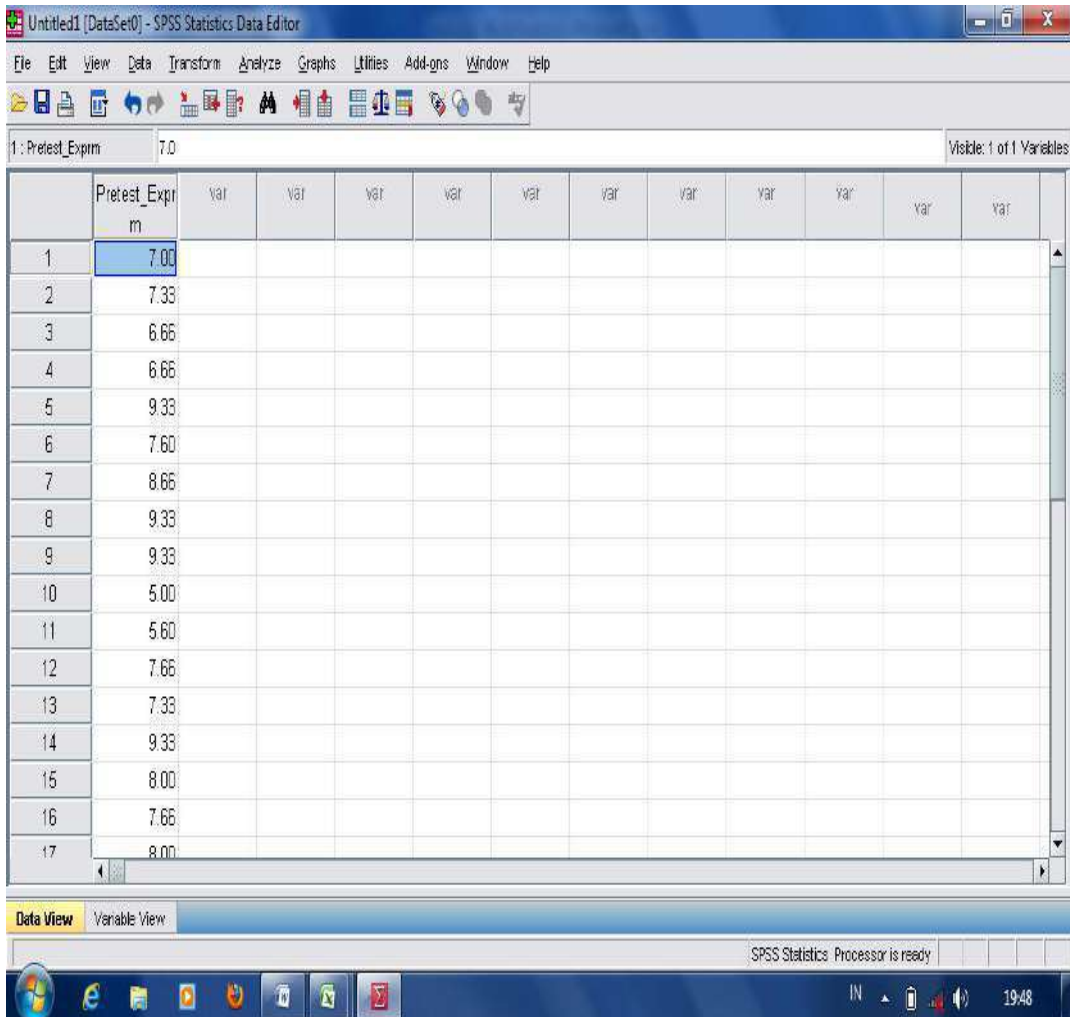 Untitled1 [DataSet0] - SPSS Statistics Data Editor
File Edit View Data Transform Analyze Graphs Utilities Add-ons Window Help
1 : Pretest_Exprm 7.0 Visible: 1 of 1 Variables
Pretest_Expr
m var var var var var var var var var var var
1 7.00
2 7.33
3 6.66
4 6.66
5 9.33
6 7.60
7 8.66
8 9.33
9 9.33
10 5.00
11 5.60
12 7.66
13 7.33
14 9.33
15 8.00
16 7.66
17 8.00
Data View Variable View
SPSS Statistics Processor is ready
IN 19:48